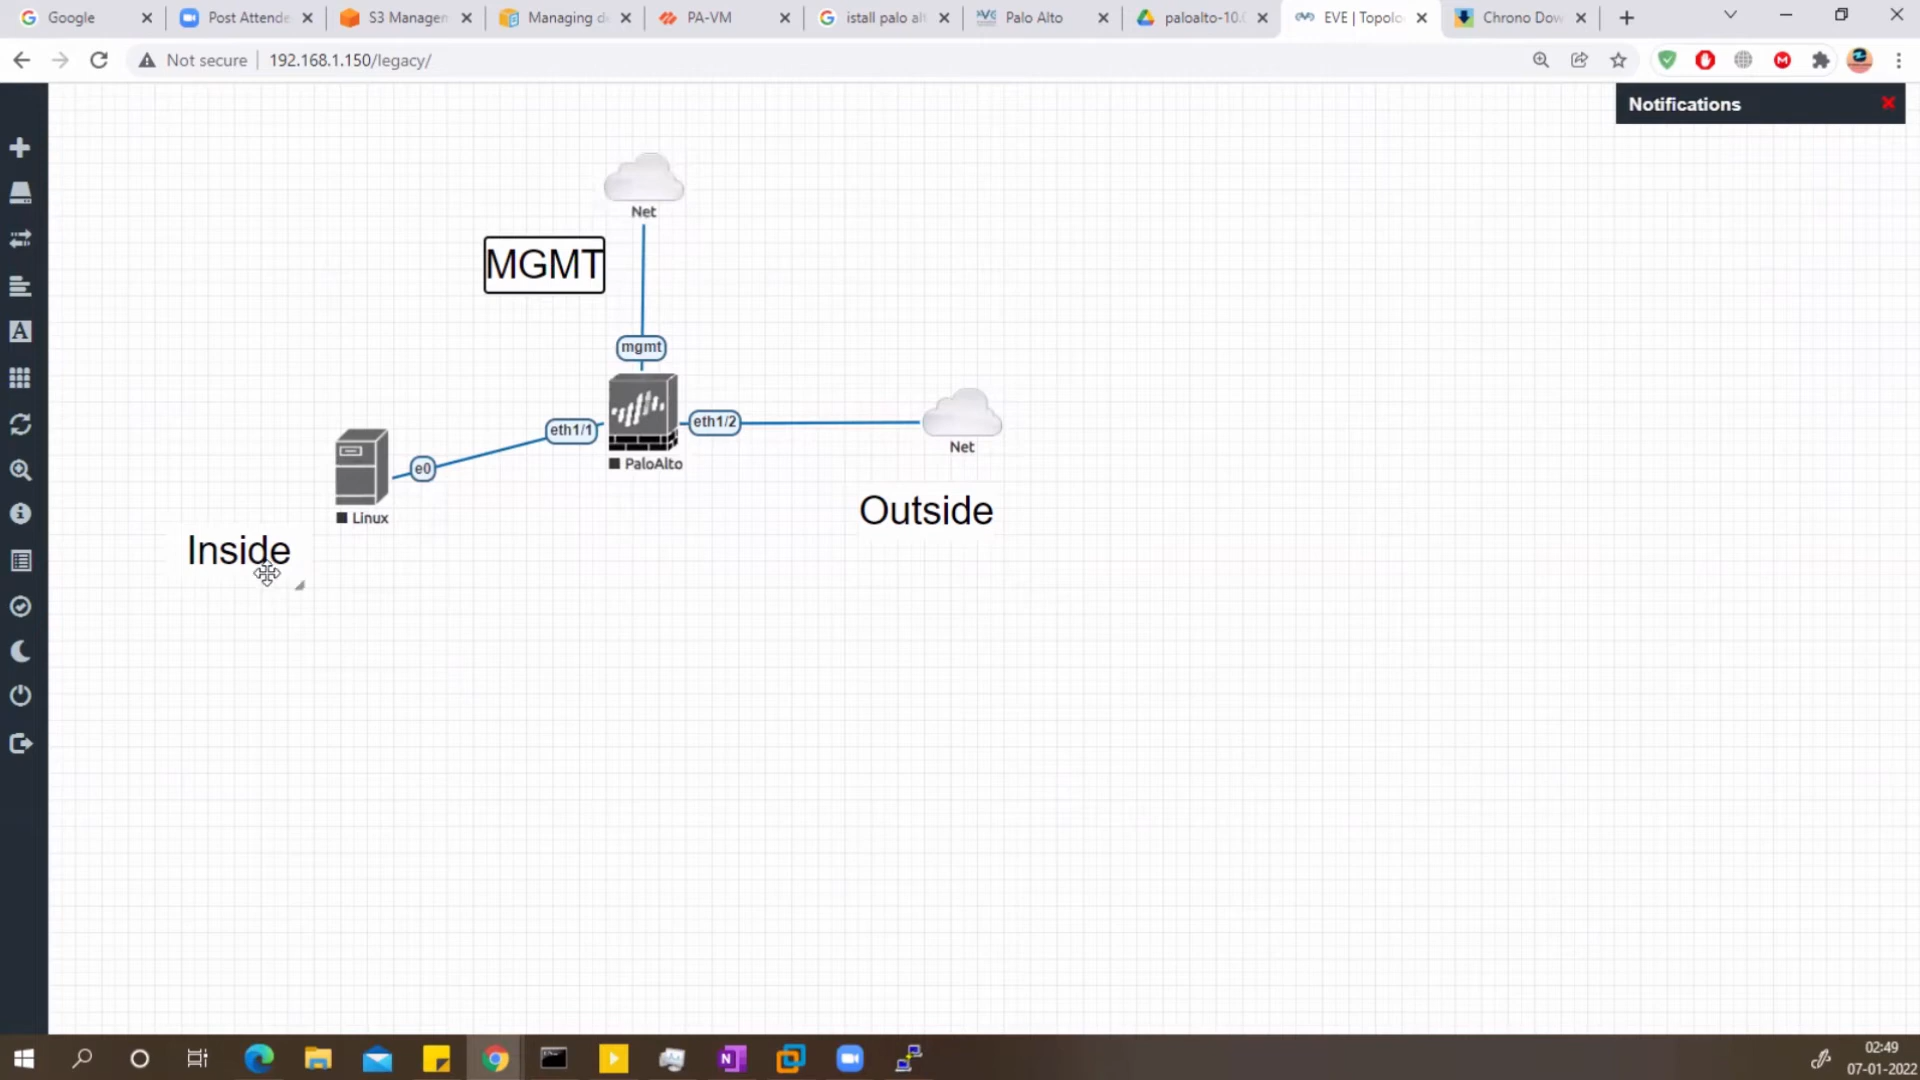 Google
Post Attende
S3 Managen
Managing d
PA-VM
istall palo alt
Palo Alto
paloalto-10.
EVE | Topolo
Chrono Dow
Not secure
192.168.1.150/legacy/
Notifications
Net
MGMT
mgmt
eth1/1
eth1/2
PaloAlto
Net
e0
Linux
Outside
Inside
02:49
07-01-2022